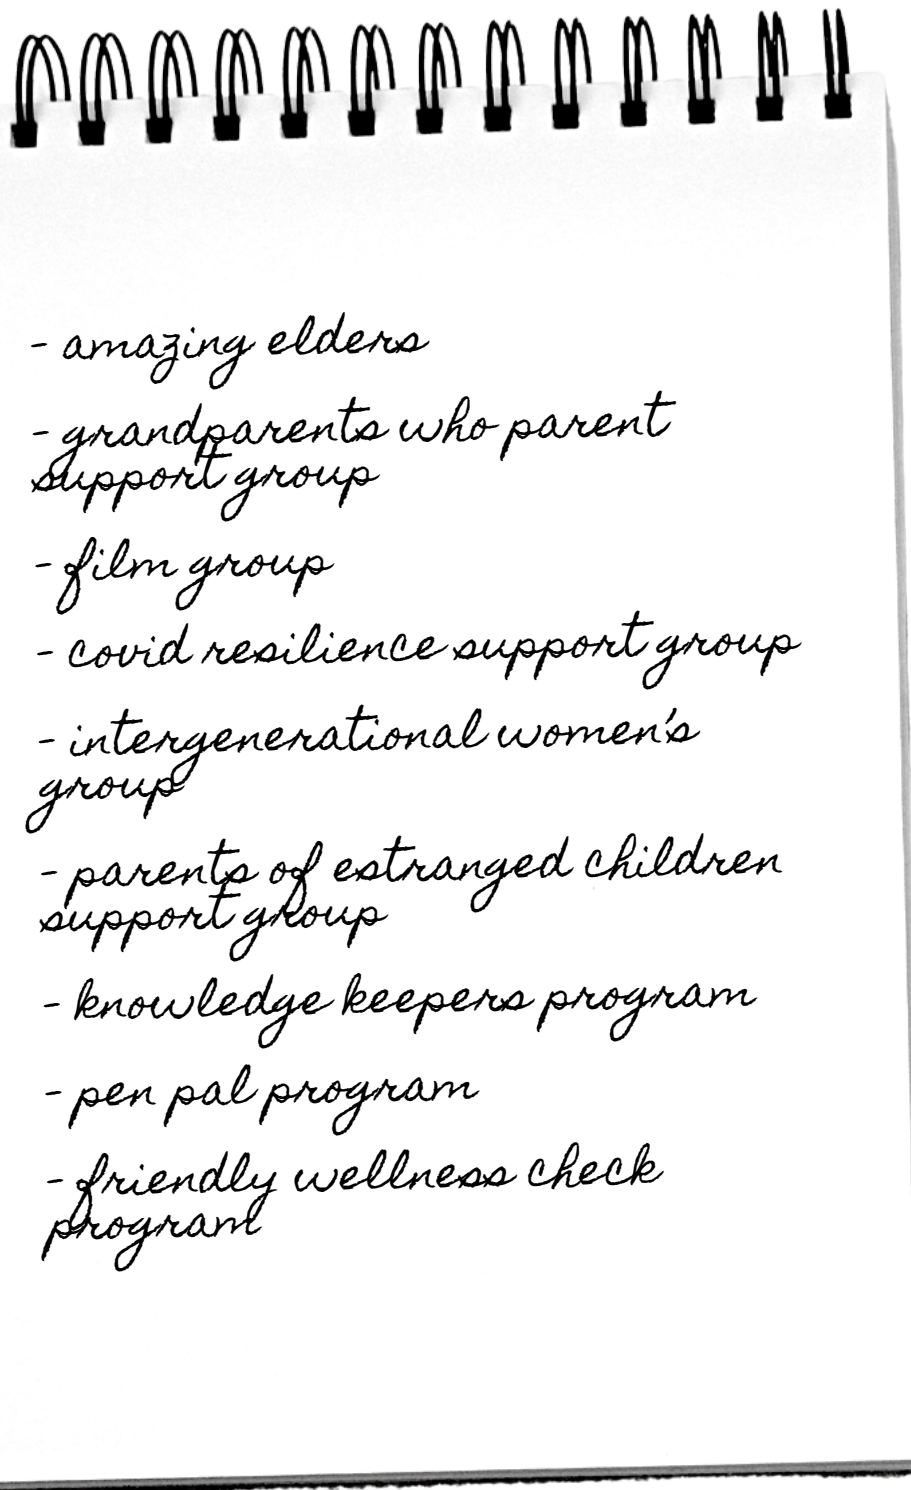 - amazing elders
- grandparents who parent
support group
- film group
- covid resilience support group
- intergenerational women's
group
- parents of estranged children
support group
- knowledge keepers program
- pen pal program
- friendly wellness check
program